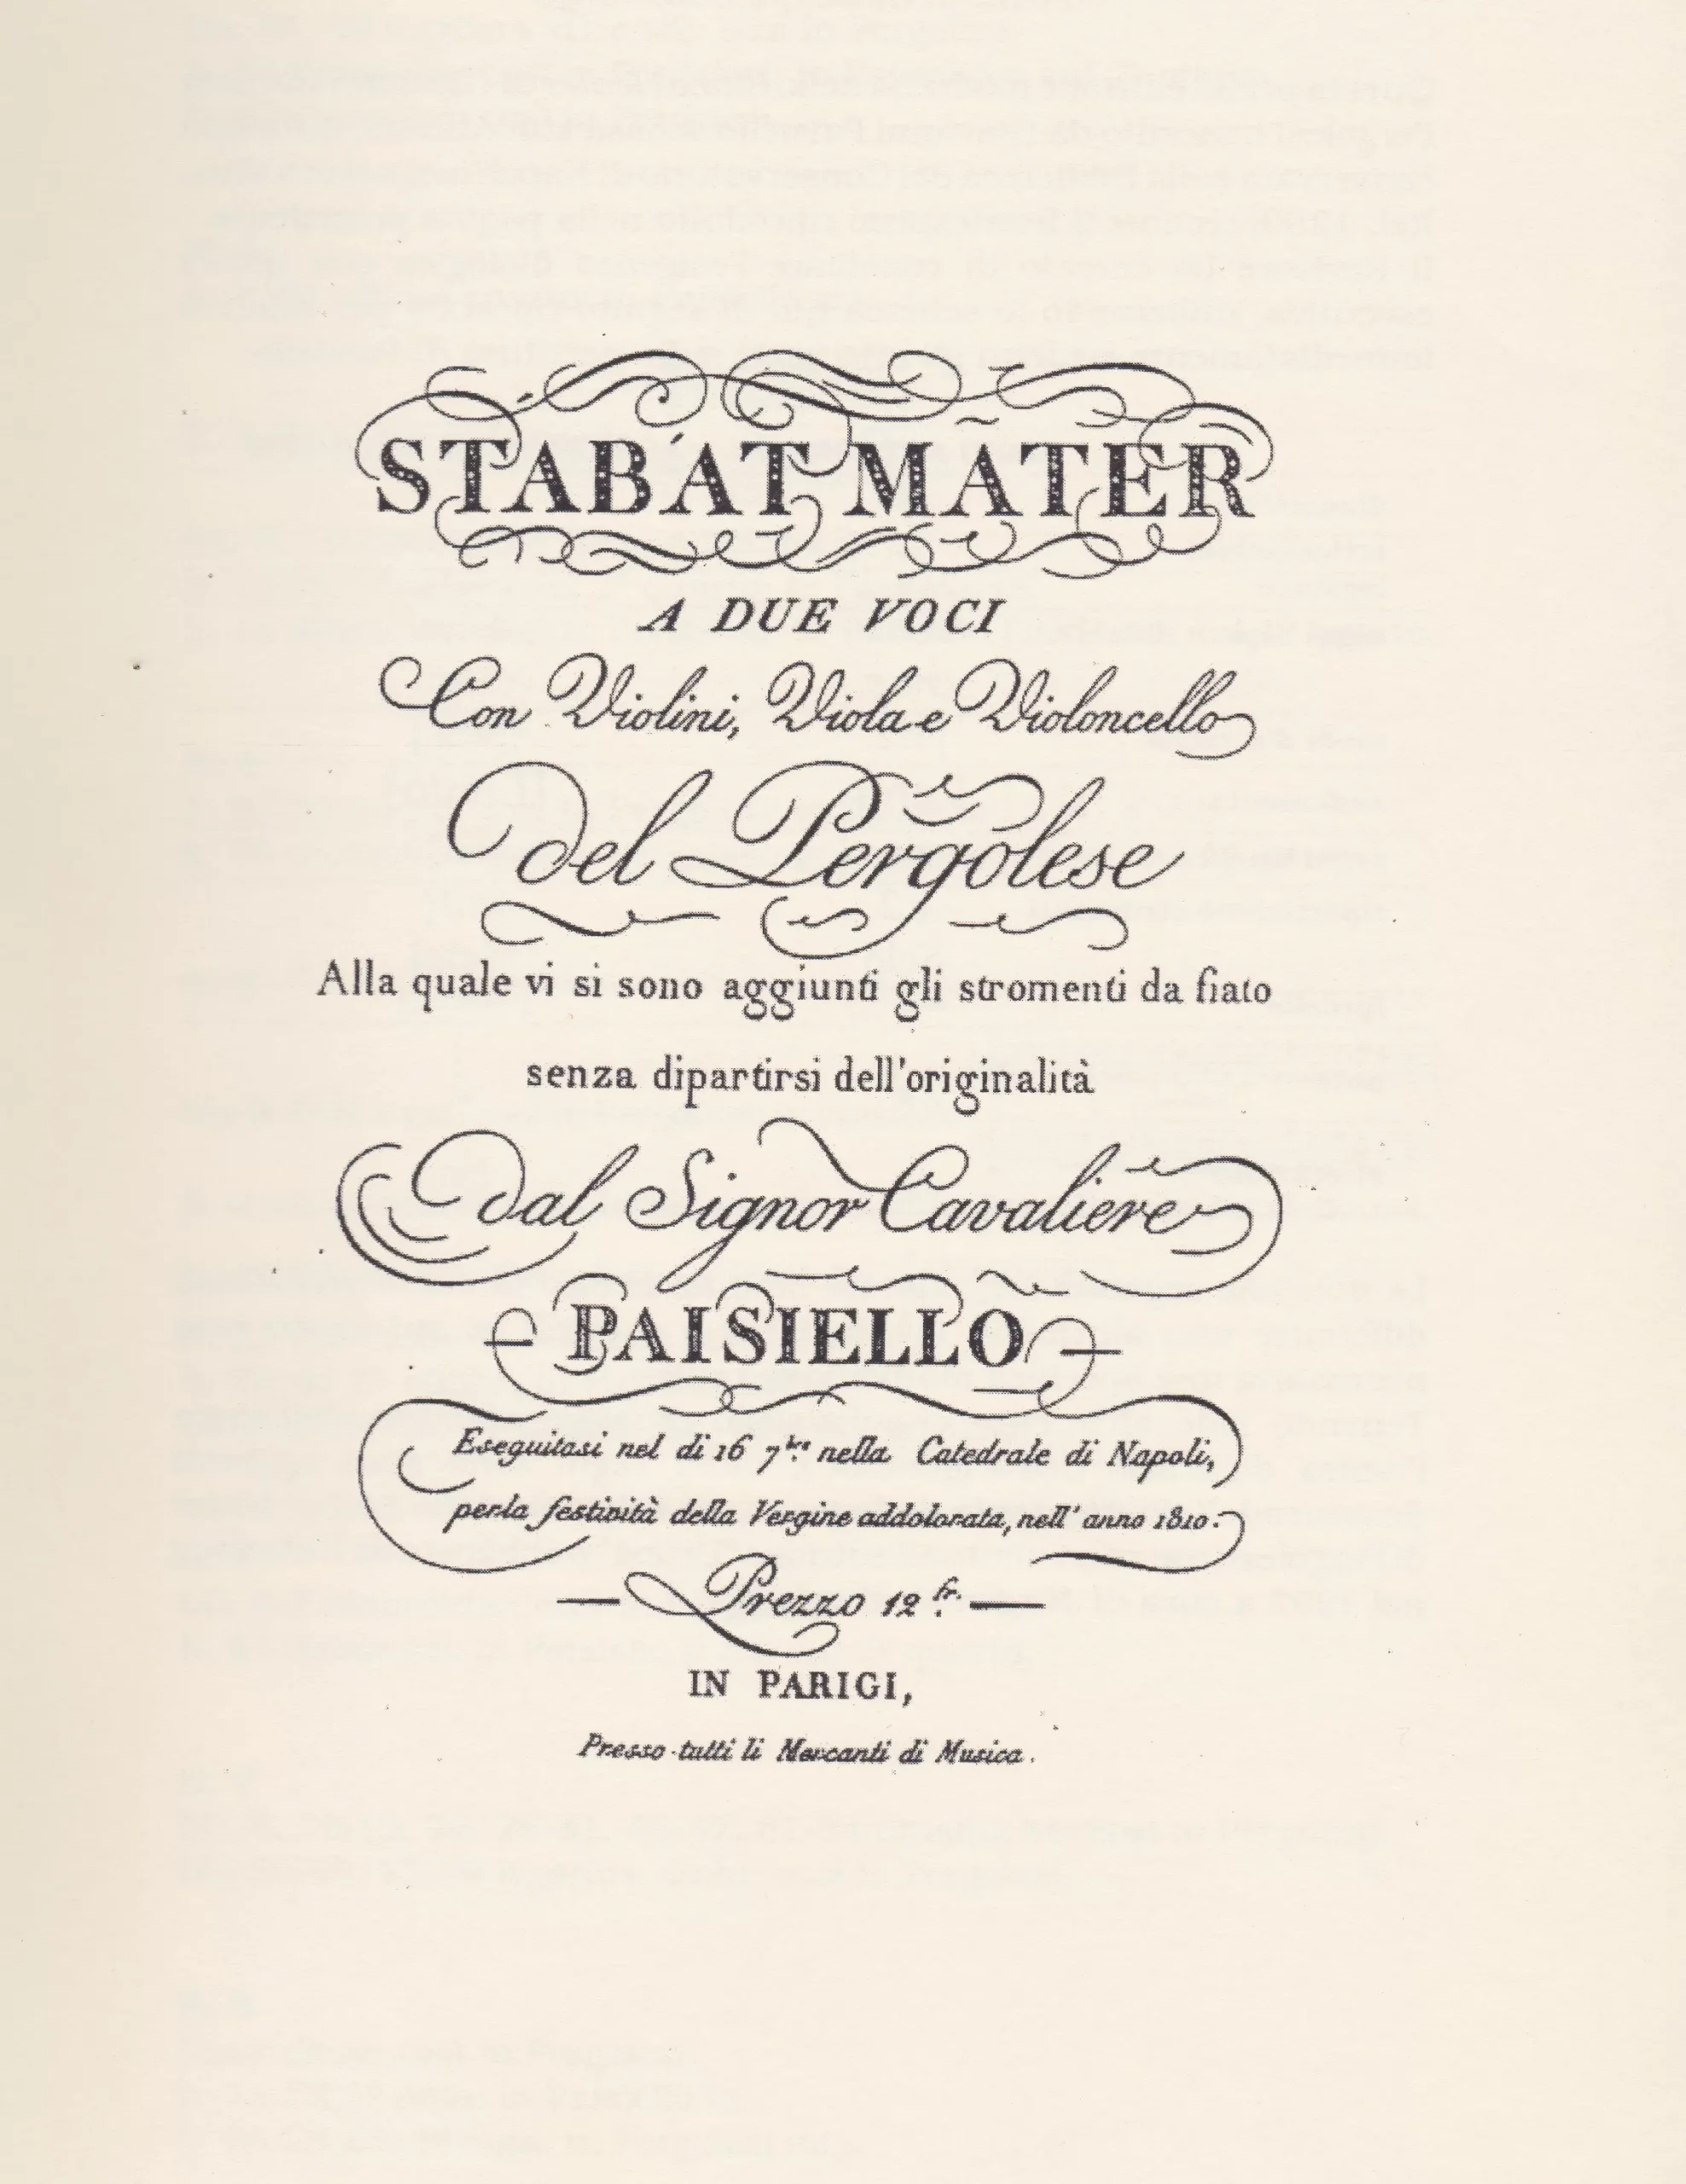 STABAT MATER
A DUE VOCI
Con Violini, Viola e Violoncello
del Pergolese
Alla quale vi si sono aggiunti gli stromenti da fiato
senza dipartirsi dell'originalità
dal Signor Cavaliere
PAISIELLO
Eseguitasi nel di 16 7bre nella Catedrale di Napoli,
per la festività della Vergine addolorata, nell' anno 1810.
Prezzo 12 fr.
IN PARIGI,
Presso tutti li Mercanti di Musica.